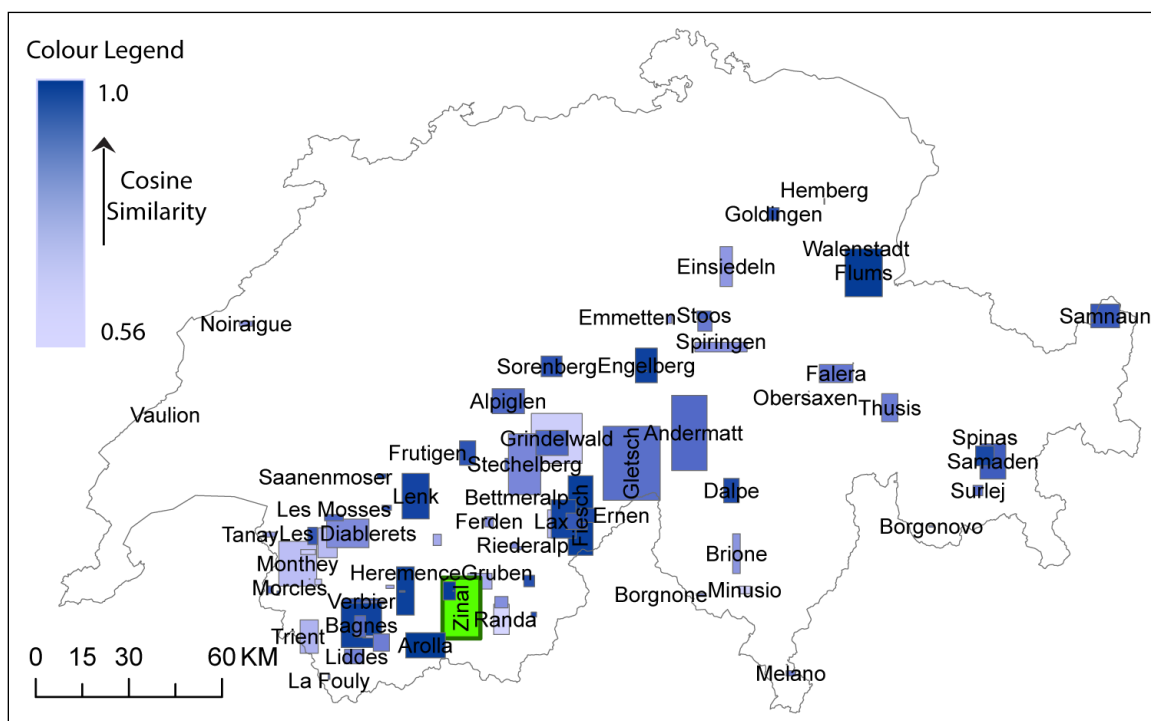 Colour Legend
1.0
Cosine
Similarity
0.56
Hemberg
Goldingen
Walenstadt
Flums
Einsiedeln
Samnaun
Noiraigue
Emmetten
Stoos
Spiringen
Sorenberg
Engelberg
Falera
Obersaxen
Thusis
Vaulion
Alpiglen
Andermatt
Grindelwald
Gletsch
Frutigen
Stechelberg
Spinas
Samaden
Surlej
Saanenmoser
Lenk
Bettmeralp
Fiesch
Dalpe
Les Mosses
Ferden
Lax
Ernen
Borgonovo
Tanay
Les Diablerets
Riederalp
Brione
Monthey
Heremence
Gruben
Morcles
Verbier
Zinal
Borgnone
Minusio
Bagnes
Randa
Trient
Arolla
Liddes
La Fouly
Melano
0 15 30 60 KM